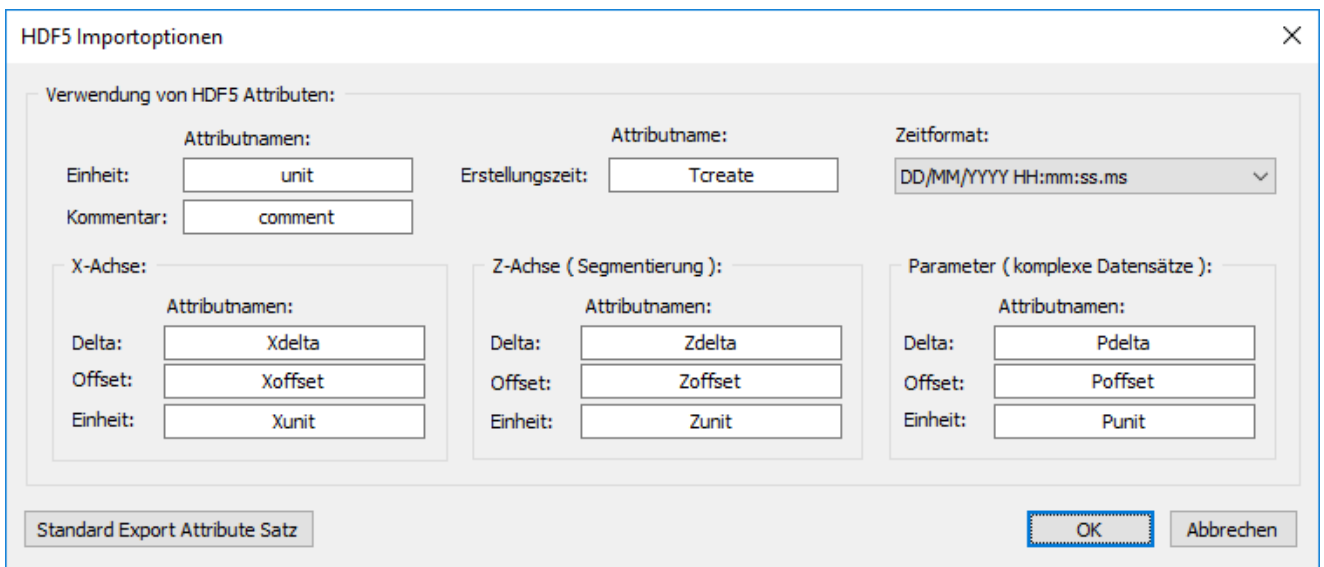 HDF5 Importoptionen
Verwendung von HDF5 Attributen:
Attributnamen:
Attributname:
Zeitformat:
Einheit: unit
Erstellungszeit: Tcreate
DD/MM/YYYY HH:mm:ss.ms
Kommentar: comment
X-Achse:
Attributnamen:
Delta: Xdelta
Offset: Xoffset
Einheit: Xunit
Z-Achse ( Segmentierung ):
Attributnamen:
Delta: Zdelta
Offset: Zoffset
Einheit: Zunit
Parameter ( komplexe Datensätze ):
Attributnamen:
Delta: Pdelta
Offset: Poffset
Einheit: Punit
Standard Export Attribute Satz
OK
Abbrechen